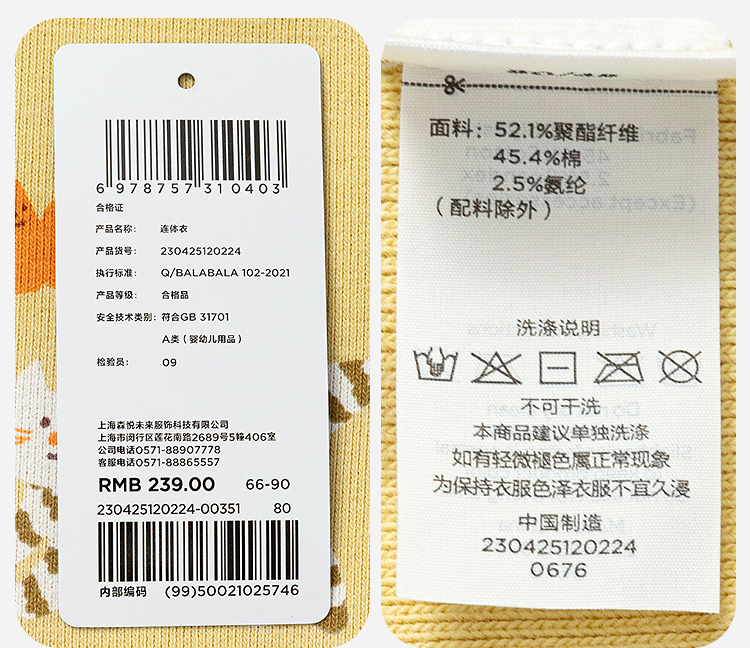 6 978757 310403
合格证
产品名称: 连体衣
产品货号: 230425120224
执行标准: Q/BALABALA 102-2021
产品等级: 合格品
安全技术类别: 符合GB 31701
A类（婴幼儿用品）
检验员: 09
上海森悦未来服饰科技有限公司
上海市闵行区莲花南路2689号5幢406室
公司电话0571-88907778
客服电话0571-88865557
RMB 239.00 66-90
230425120224-00351 80
内部编码 (99)50021025746
面料: 52.1%聚酯纤维
45.4%棉
2.5%氨纶
（配料除外）
洗涤说明
不可干洗
本商品建议单独洗涤
如有轻微褪色属正常现象
为保持衣服色泽衣服不宜久浸
中国制造
230425120224
0676